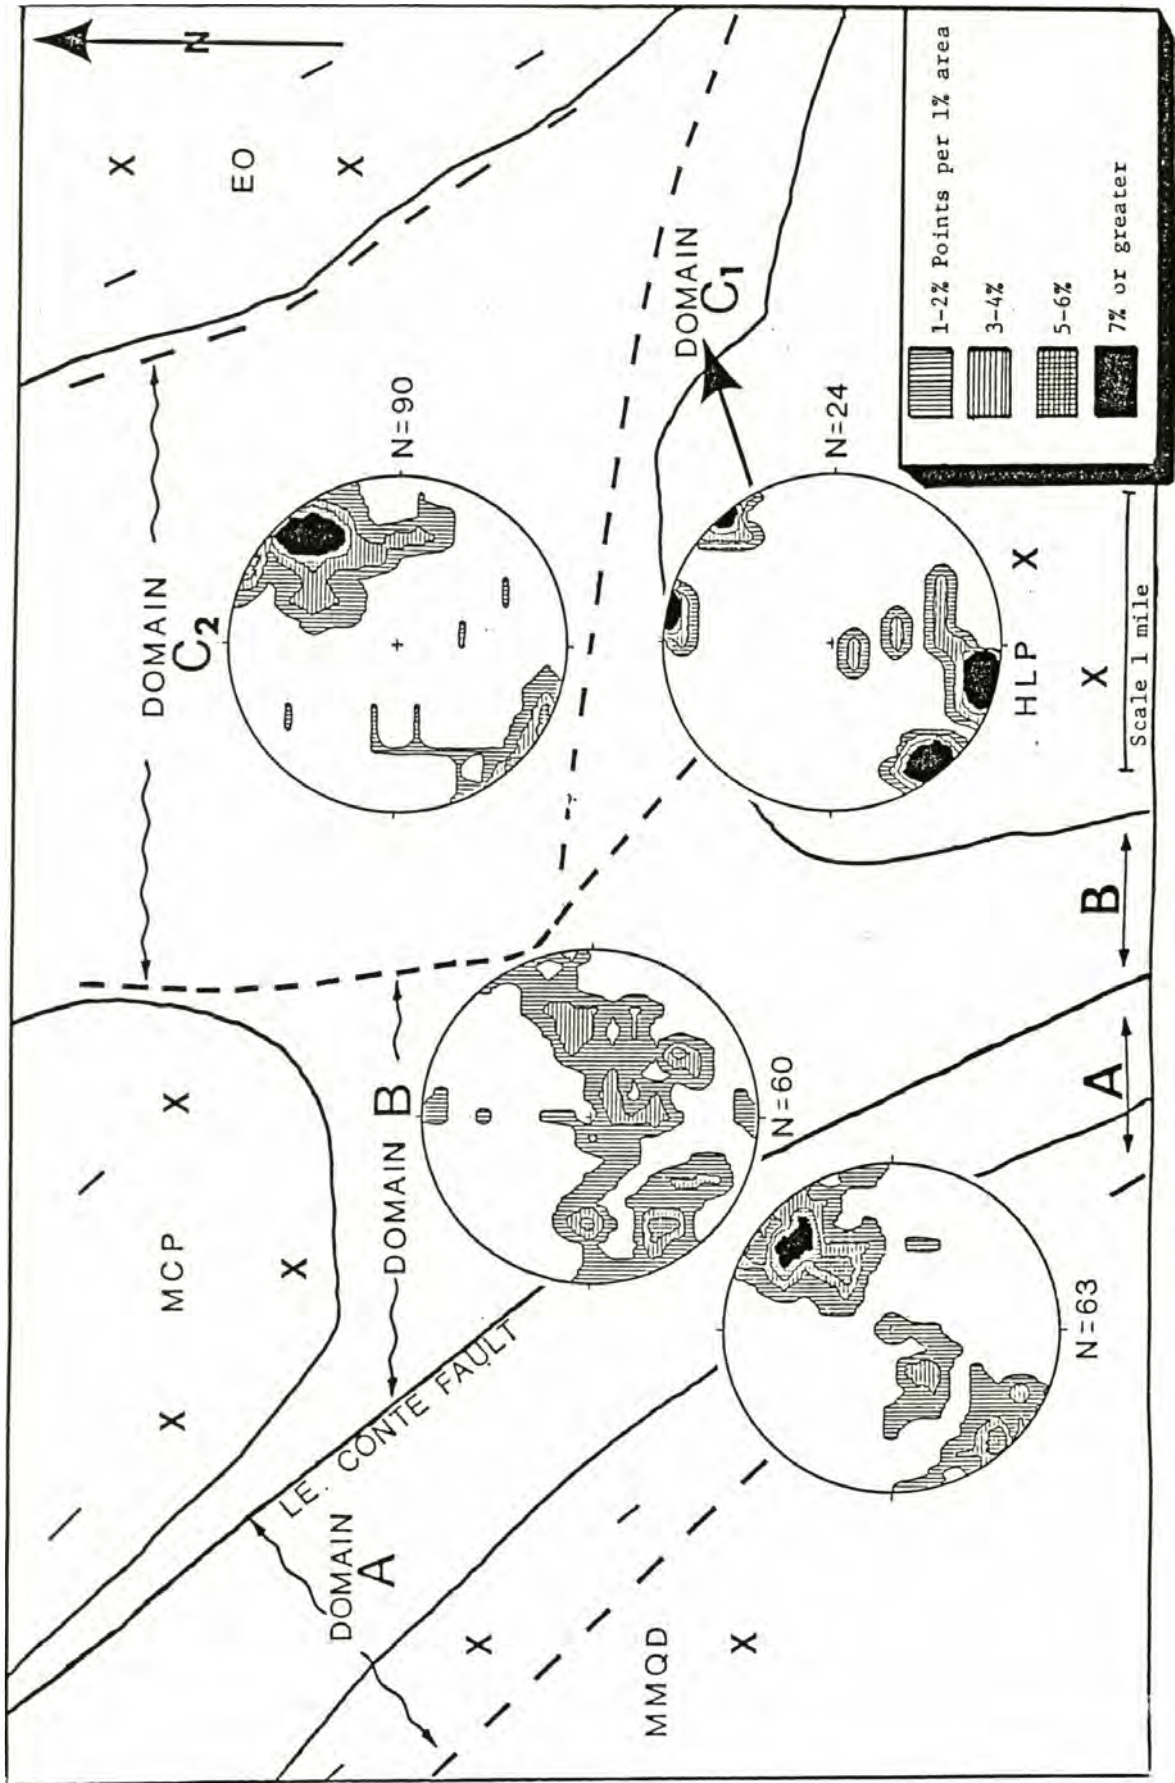 N
MCP
DOMAIN
C2
EO
DOMAIN
A
DOMAIN B
LE. CONTE FAULT
N=90
MMQD
DOMAIN
C1
N=60
N=24
N=63
HLP
A
B
Scale 1 mile
1-2% Points per 1% area
3-4%
5-6%
7% or greater